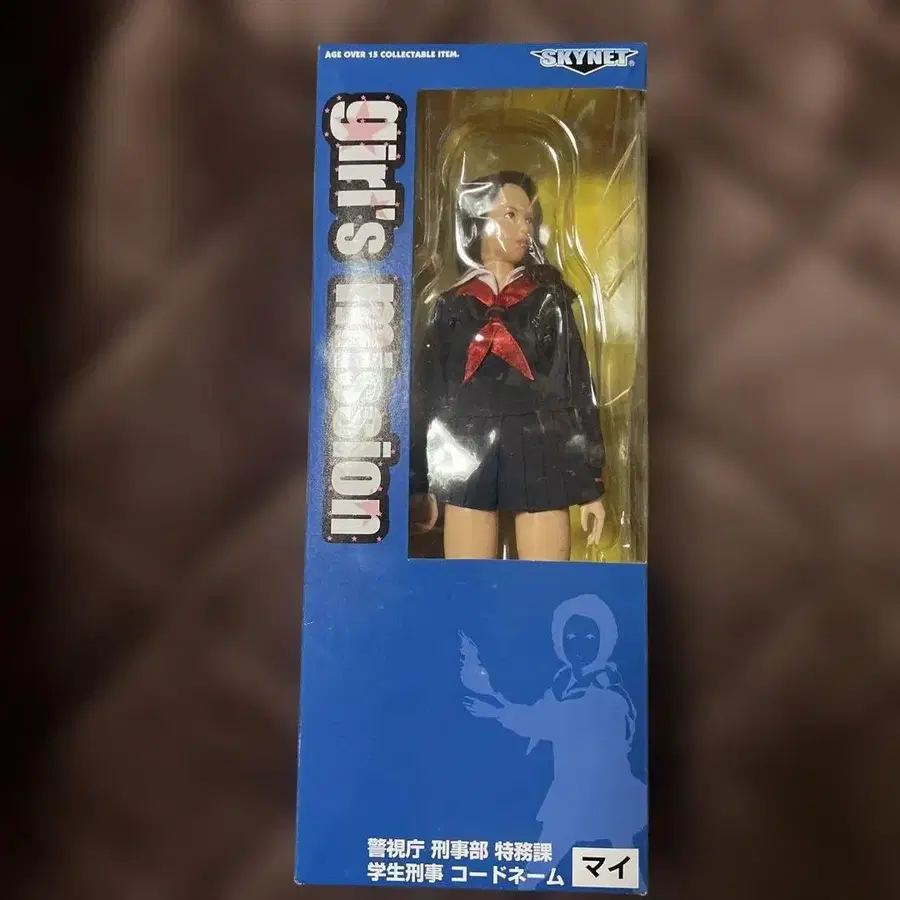 AGE OVER 15 COLLECTABLE ITEM.
SKYNET®
girl's mission
警視庁 刑事部 特務課
学生刑事 コードネーム マイ